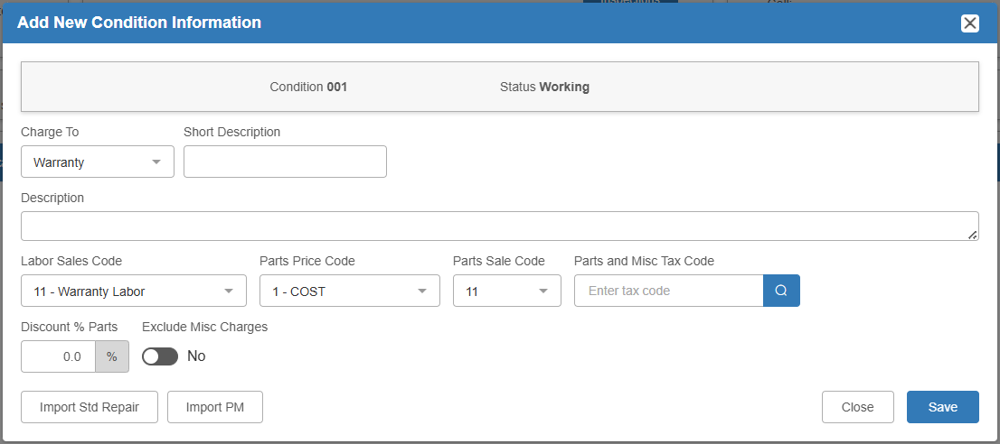 Add New Condition Information
Condition 001 Status Working
Charge To Short Description
Warranty
Description
Labor Sales Code Parts Price Code Parts Sale Code Parts and Misc Tax Code
11 - Warranty Labor 1 - COST 11 Enter tax code
Discount % Parts Exclude Misc Charges
0.0 % No
Import Std Repair Import PM Close Save